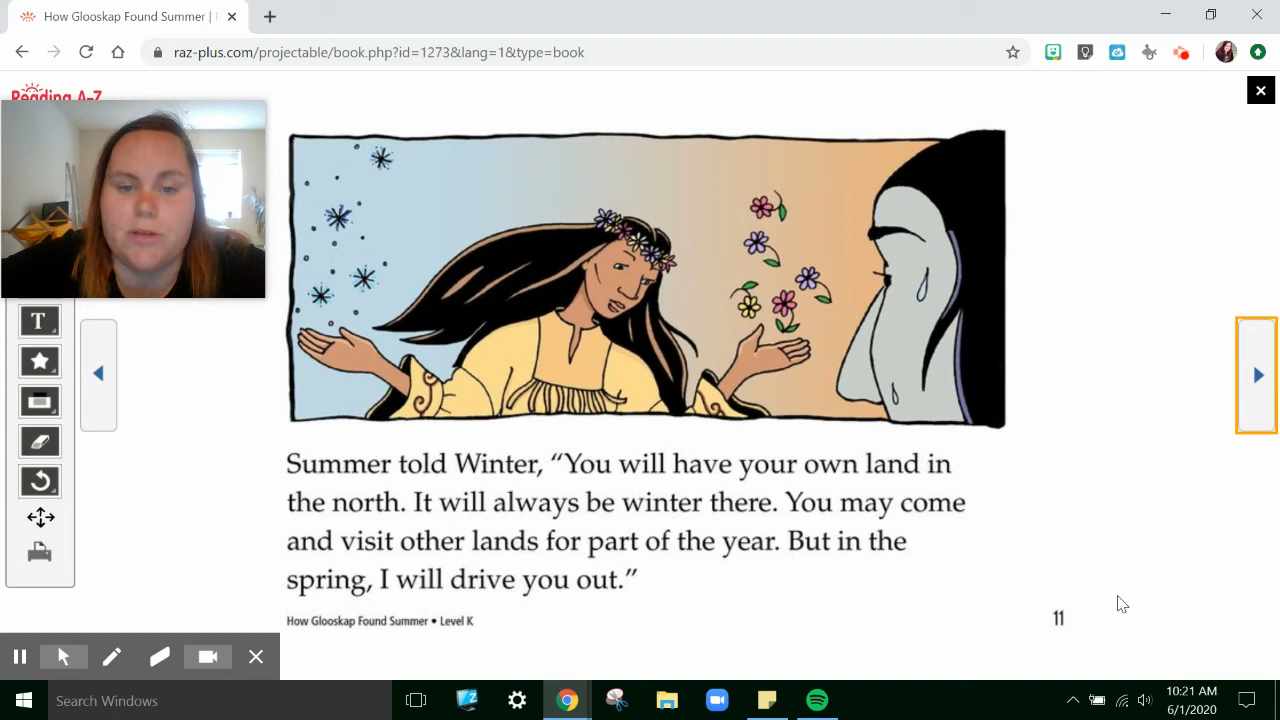 How Glooskap Found Summer |
raz-plus.com/projectable/book.php?id=1273&lang=1&type=book
Reading A-Z
T
Summer told Winter, “You will have your own land in
the north. It will always be winter there. You may come
and visit other lands for part of the year. But in the
spring, I will drive you out.”
How Glooskap Found Summer • Level K
11
Search Windows
10:21 AM
6/1/2020